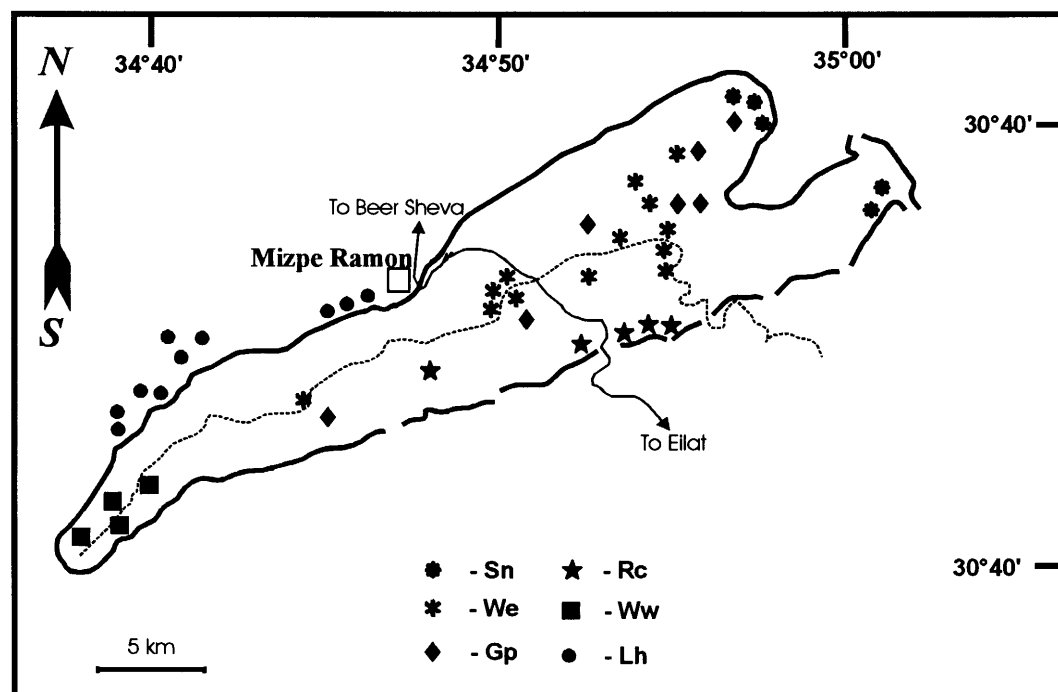 34°40' 34°50' 35°00'
N
30°40'
To Beer Sheva
Mizpe Ramon
S
To Eilat
30°40'
- Sn - Rc
- We - Ww
- Gp - Lh
5 km